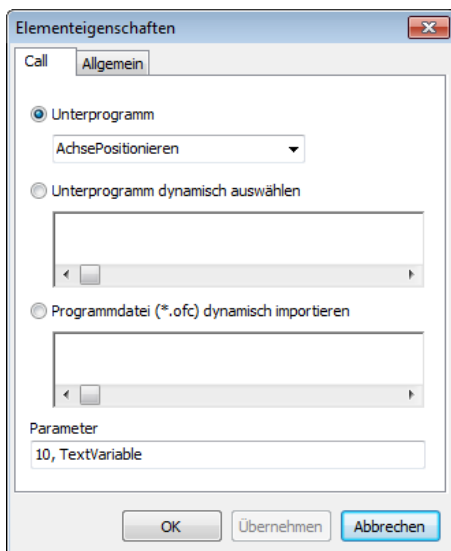 Elementeigenschaften
Call Allgemein
Unterprogramm
AchsePositionieren
Unterprogramm dynamisch auswählen
Programmdatei (*.ofc) dynamisch importieren
Parameter
10, TextVariable
OK Übernehmen Abbrechen